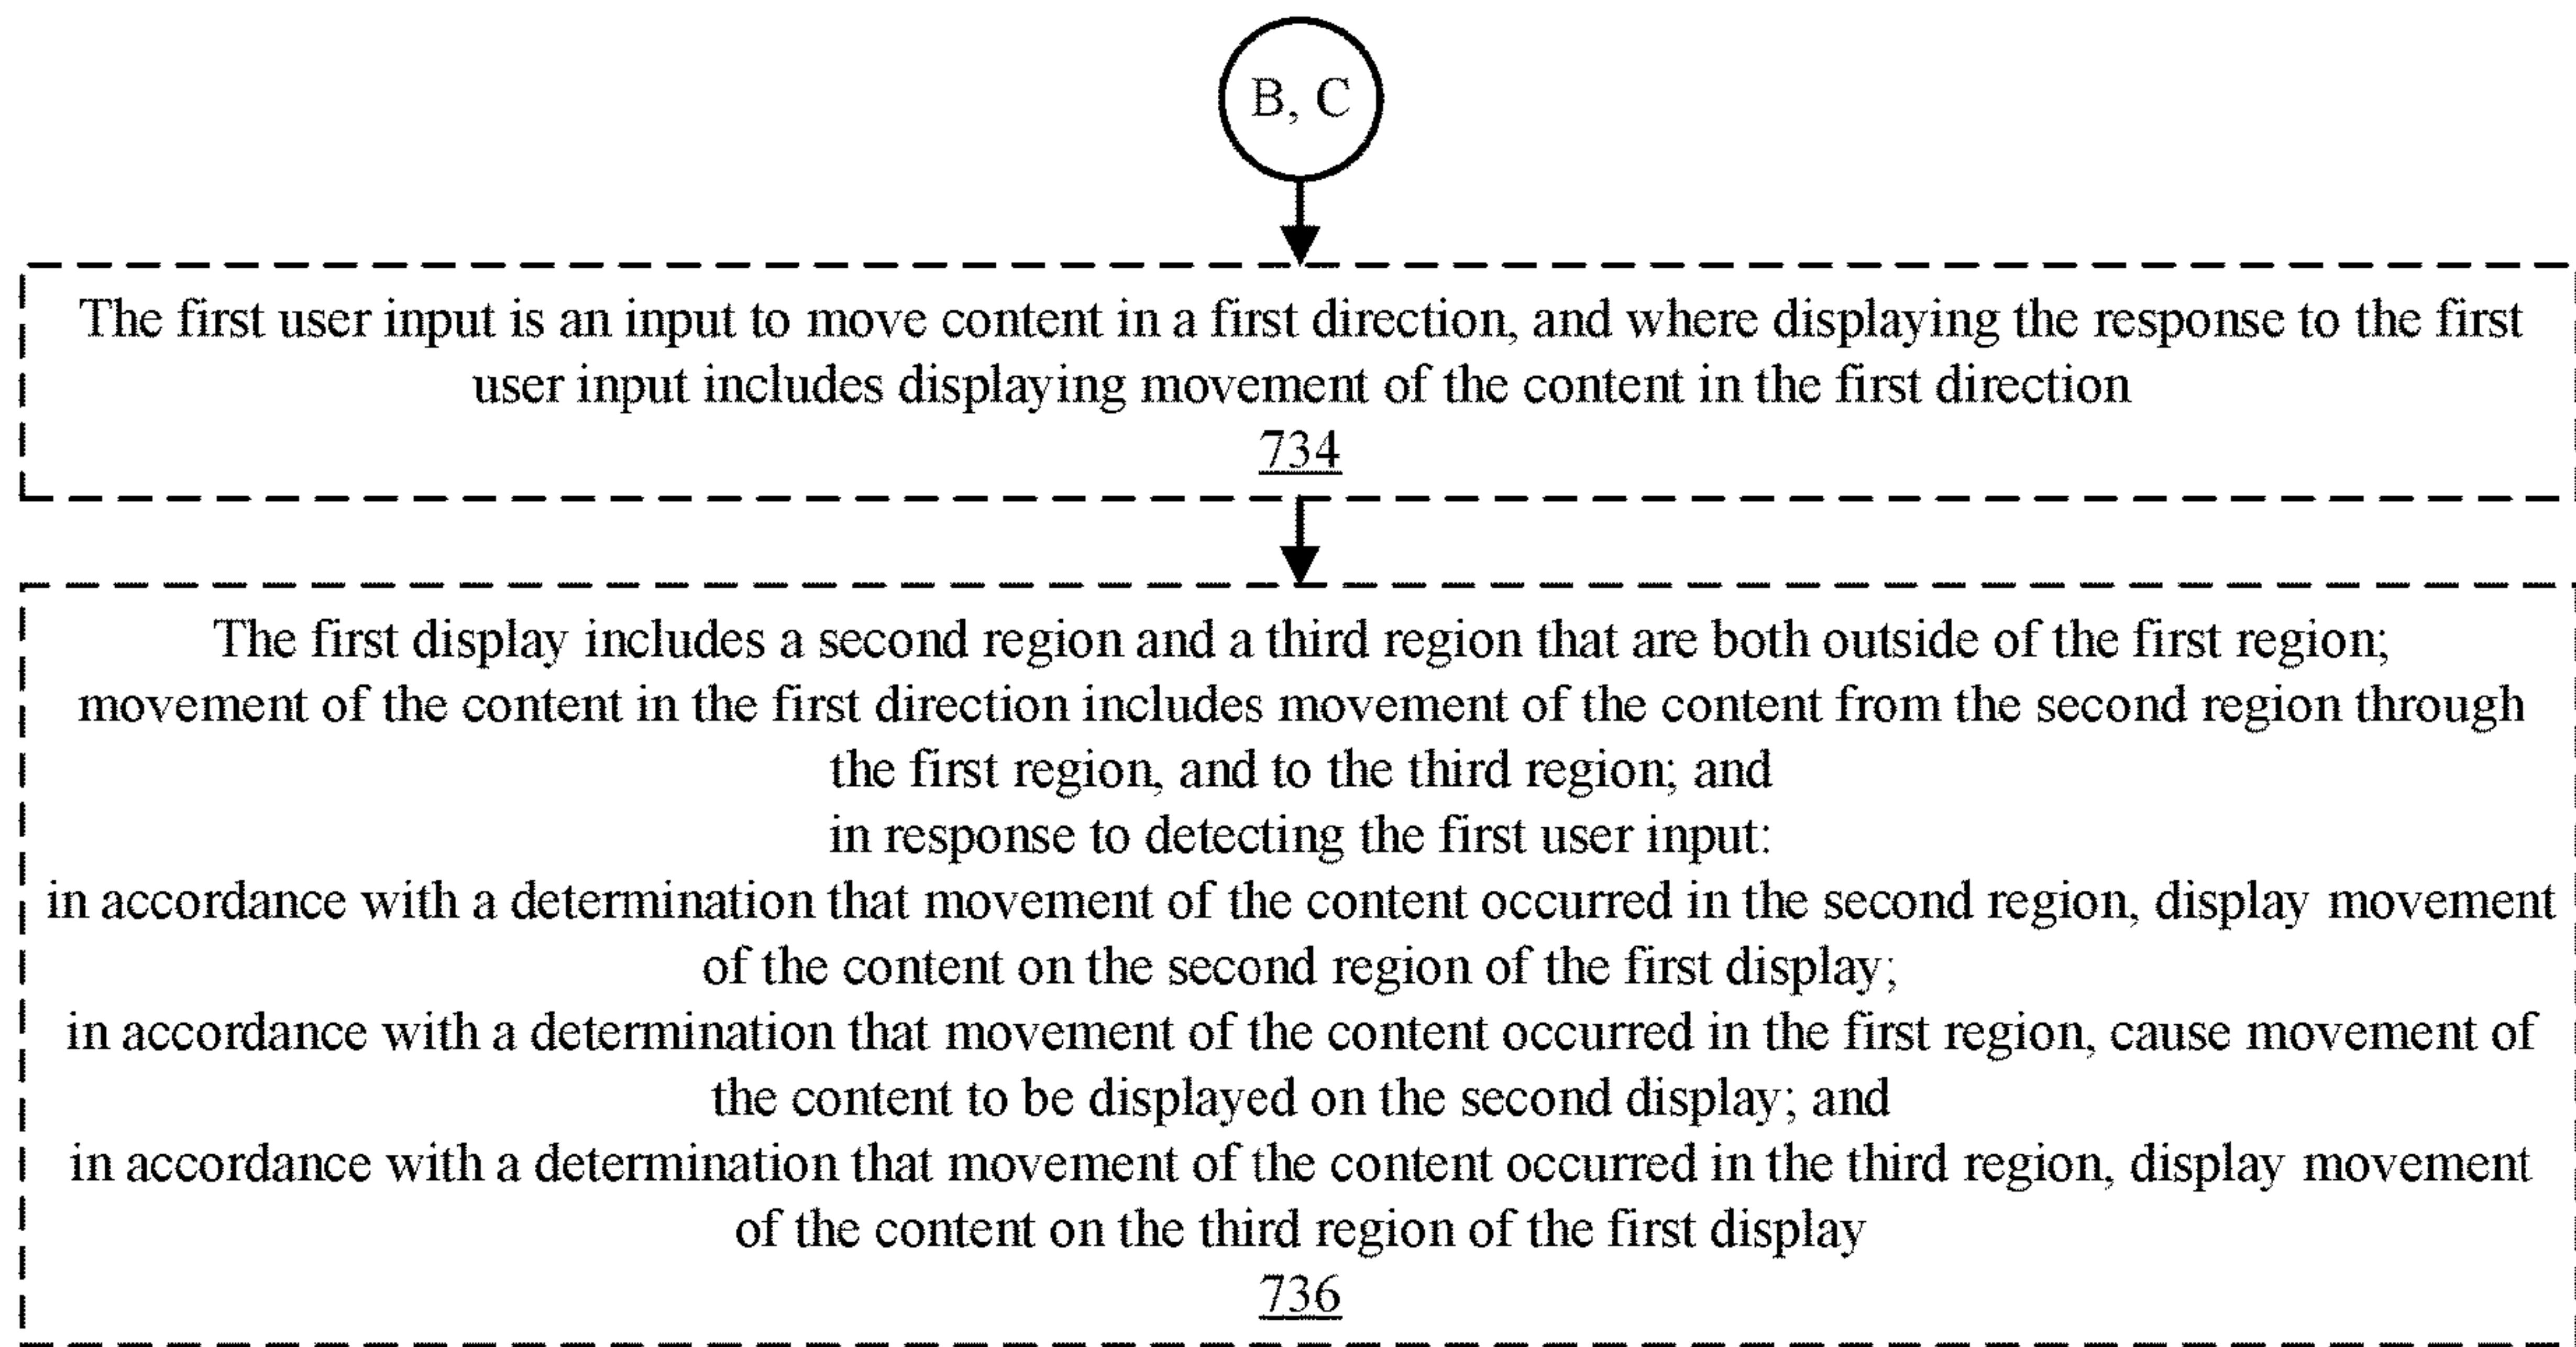 B, C
The first user input is an input to move content in a first direction, and where displaying the response to the first
user input includes displaying movement of the content in the first direction
734
The first display includes a second region and a third region that are both outside of the first region;
movement of the content in the first direction includes movement of the content from the second region through
the first region, and to the third region; and
in response to detecting the first user input:
in accordance with a determination that movement of the content occurred in the second region, display movement
of the content on the second region of the first display;
in accordance with a determination that movement of the content occurred in the first region, cause movement of
the content to be displayed on the second display; and
in accordance with a determination that movement of the content occurred in the third region, display movement
of the content on the third region of the first display
736